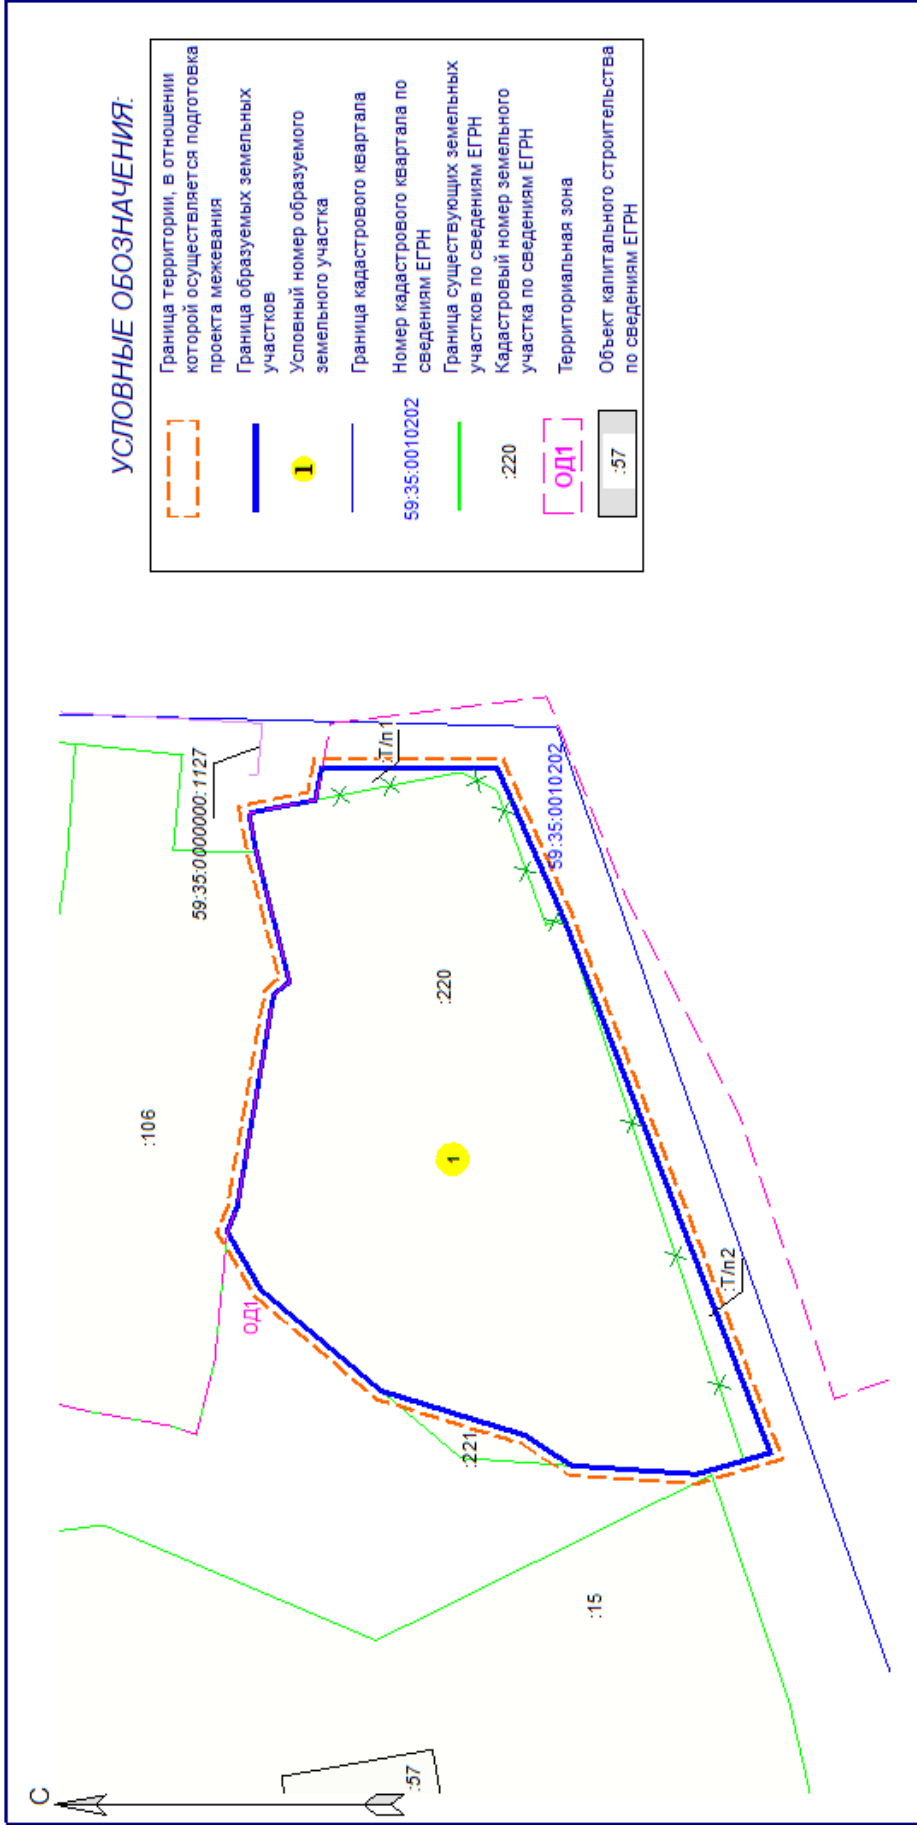 С
УСЛОВНЫЕ ОБОЗНАЧЕНИЯ:
Граница территории, в отношении
которой осуществляется подготовка
проекта межевания
Граница образуемых земельных
участков
1
Условный номер образуемого
земельного участка
Граница кадастрового квартала
59:35:0010202
Номер кадастрового квартала по
сведениям ЕГРН
Граница существующих земельных
участков по сведениям ЕГРН
:220
Кадастровый номер земельного
участка по сведениям ЕГРН
ОД1
Территориальная зона
:57
Объект капитального строительства
по сведениям ЕГРН
:106
59:35:0000000:1127
ОД1
:Т/п1
:57
:221
1
:220
59:35:0010202
:15
:Т/п2